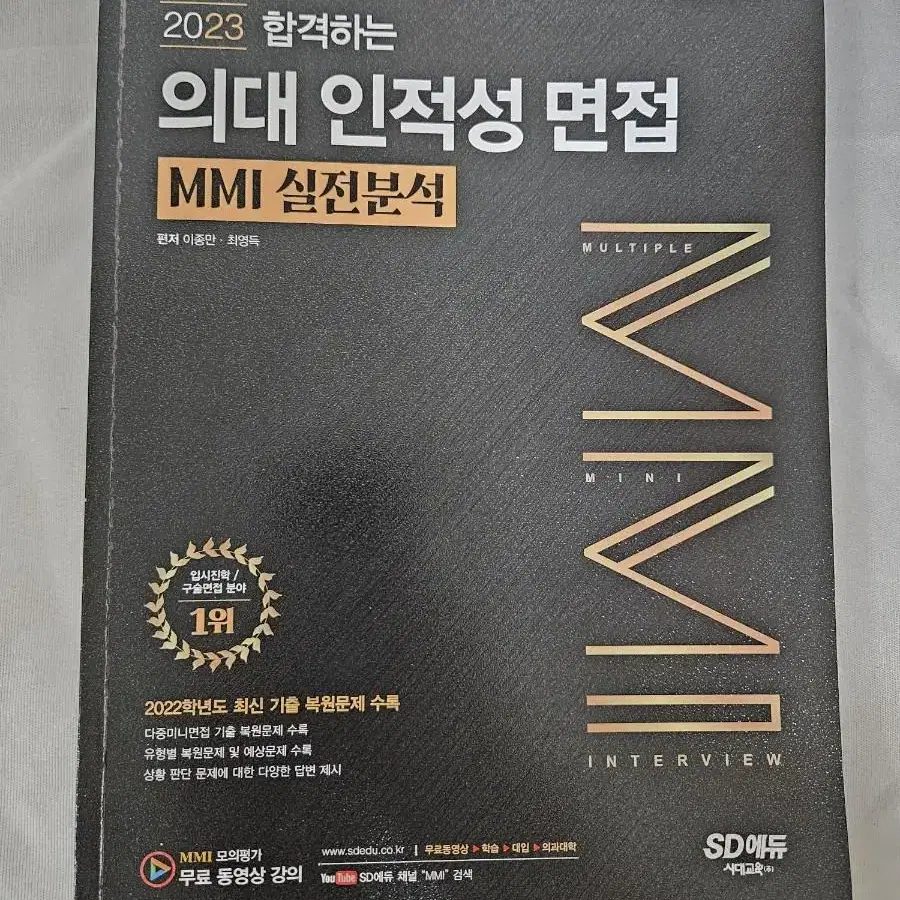 2023 합격하는
의대 인적성 면접
MMI 실전분석
편저 이종만 · 최영득
MULTIPLE
MINI
INTERVIEW
입시진학 /
구술면접 분야
1위
2022학년도 최신 기출 복원문제 수록
다중미니면접 기출 복원문제 수록
유형별 복원문제 및 예상문제 수록
상황 판단 문제에 대한 다양한 답변 제시
MMI 모의평가
무료 동영상 강의
www.sdedu.co.kr | 무료동영상 ▶ 학습 ▶ 대입 ▶ 의과대학
YouTube SD에듀 채널 "MMI" 검색
SD에듀
시대교육(주)